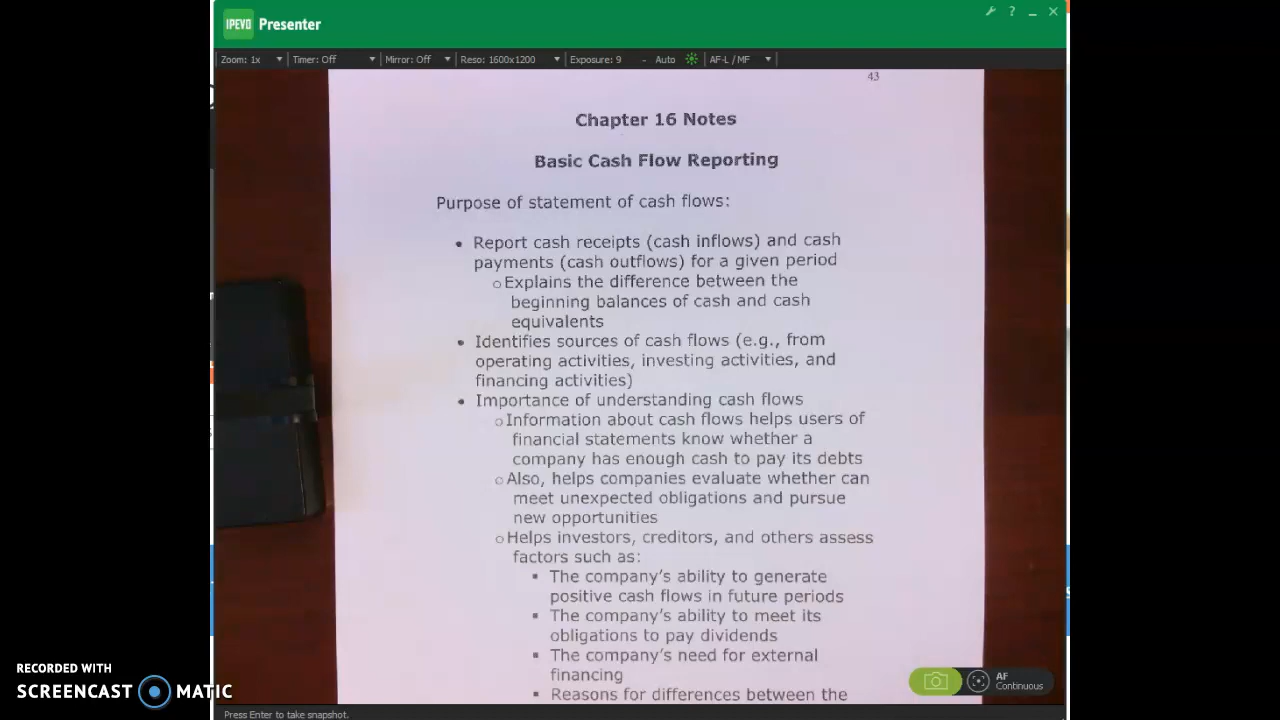 IPEVO Presenter
Zoom: 1x Timer: Off Mirror: Off Reso: 1600x1200 Exposure: 9 - Auto AF-L / MF
43
Chapter 16 Notes
Basic Cash Flow Reporting
Purpose of statement of cash flows:
• Report cash receipts (cash inflows) and cash
payments (cash outflows) for a given period
o Explains the difference between the
beginning balances of cash and cash
equivalents
• Identifies sources of cash flows (e.g., from
operating activities, investing activities, and
financing activities)
• Importance of understanding cash flows
o Information about cash flows helps users of
financial statements know whether a
company has enough cash to pay its debts
o Also, helps companies evaluate whether can
meet unexpected obligations and pursue
new opportunities
o Helps investors, creditors, and others assess
factors such as:
▪ The company's ability to generate
positive cash flows in future periods
▪ The company's ability to meet its
obligations to pay dividends
▪ The company's need for external
financing
▪ Reasons for differences between the
AF
Continuous
RECORDED WITH
SCREENCAST MATIC
Press Enter to take snapshot.